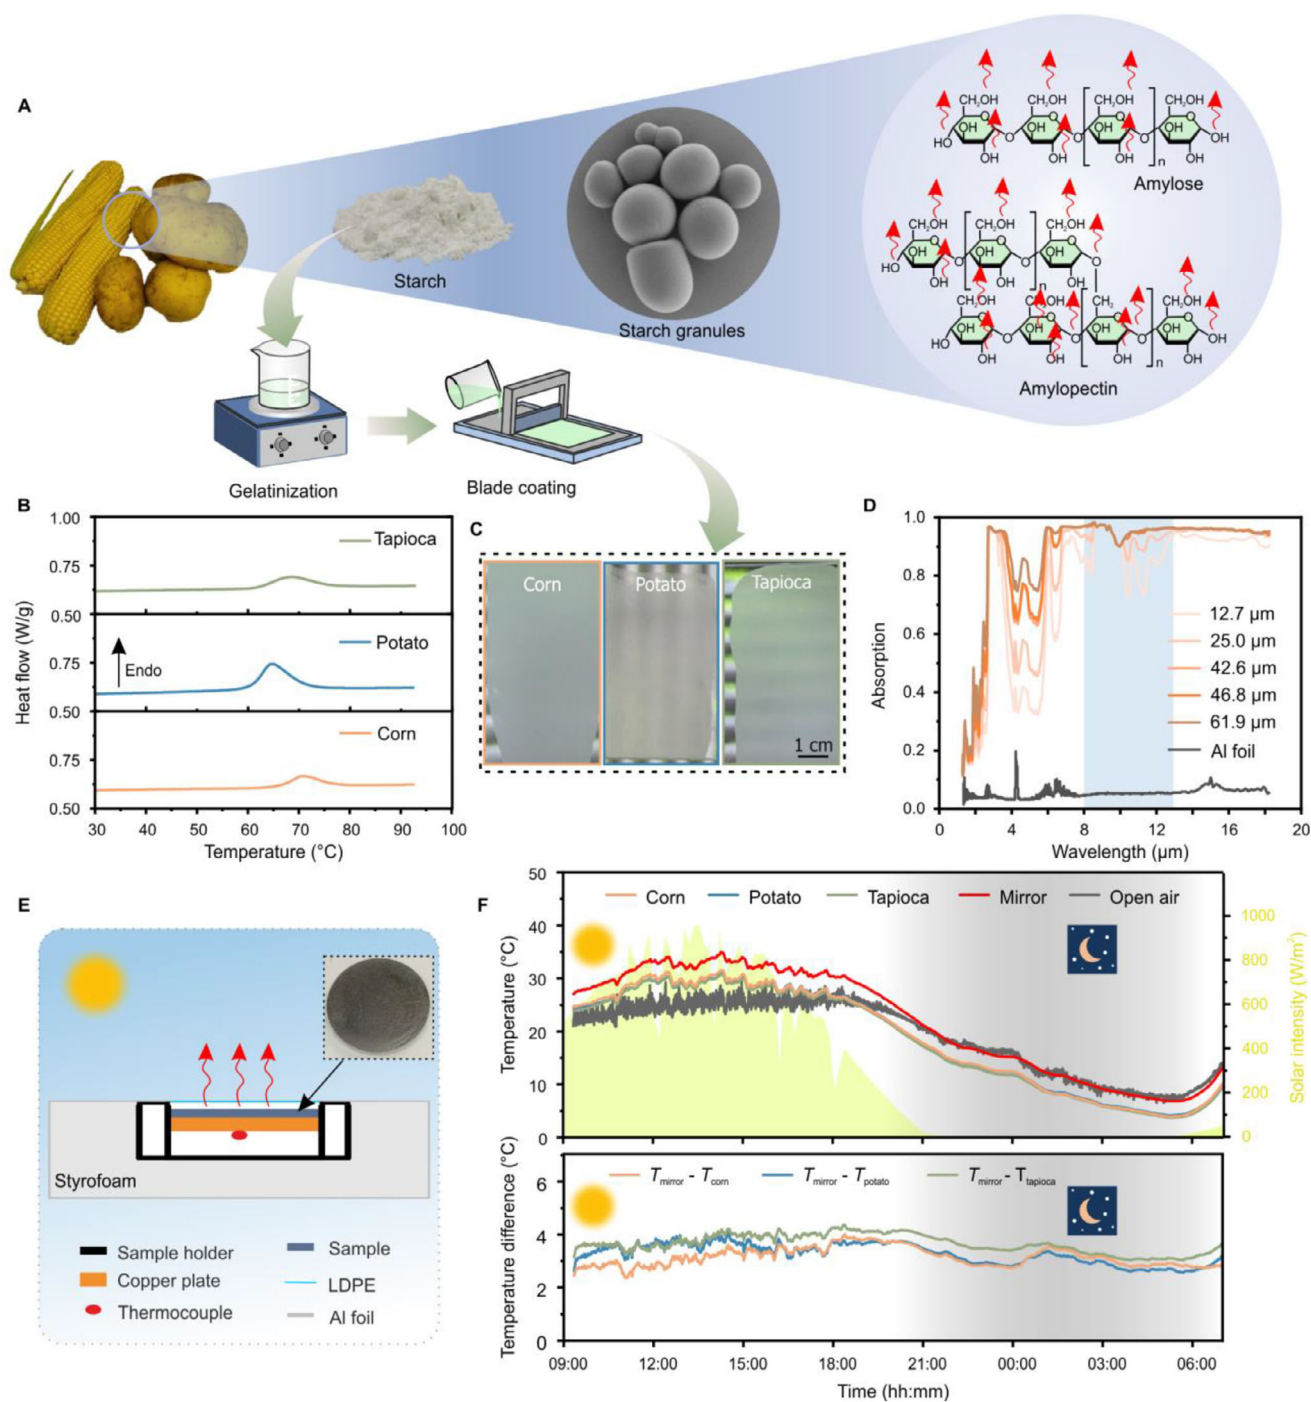 A
CH₂OH CH₂OH CH₂OH CH₂OH
OH OH OH OH
HO O O O OH
OH OH OH OH
n
Amylose
CH₂OH CH₂OH CH₂OH
OH OH OH
HO O O O
OH OH OH
n
CH₂OH CH₂OH CH₂ CH₂OH
OH OH OH OH
HO O O O OH
OH OH OH OH
n
Amylopectin
Starch
Starch granules
Gelatinization
Blade coating
B
1.00
0.75
0.50
0.75
0.50
0.75
0.50
Heat flow (W/g)
Tapioca
Endo
Potato
Corn
30 40 50 60 70 80 90 100
Temperature (°C)
C
Corn
Potato
Tapioca
1 cm
D
1.0
0.8
0.6
0.4
0.2
0.0
Absorption
12.7 µm
25.0 µm
42.6 µm
46.8 µm
61.9 µm
Al foil
0 4 8 12 16 20
Wavelength (µm)
E
Styrofoam
Sample holder
Sample
Copper plate
LDPE
Thermocouple
Al foil
F
50
40
30
20
10
0
Temperature (°C)
Corn Potato Tapioca Mirror Open air
1000
800
600
400
200
0
Solar intensity (W/m²)
6
4
2
0
Temperature difference (°C)
T mirror - T corn
T mirror - T potato
T mirror - T tapioca
09:00 12:00 15:00 18:00 21:00 00:00 03:00 06:00
Time (hh:mm)